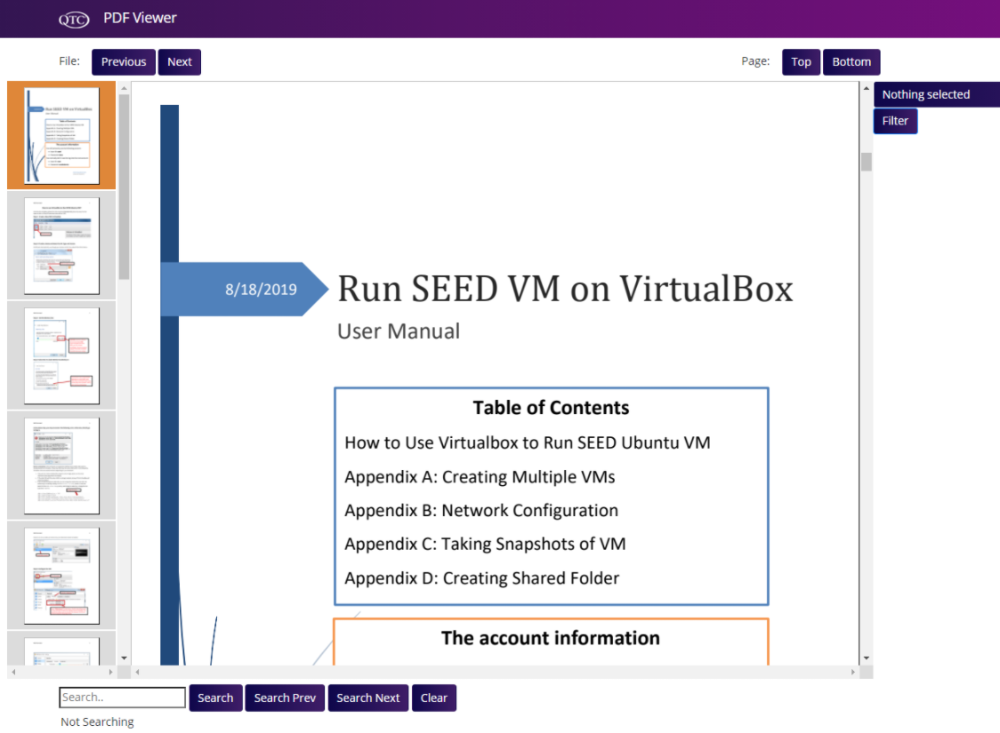 QTC PDF Viewer
File: Previous Next Page: Top Bottom
Nothing selected
Filter
8/18/2019
Run SEED VM on VirtualBox
User Manual
Table of Contents
How to Use Virtualbox to Run SEED Ubuntu VM
Appendix A: Creating Multiple VMs
Appendix B: Network Configuration
Appendix C: Taking Snapshots of VM
Appendix D: Creating Shared Folder
The account information
Search.. Search Search Prev Search Next Clear
Not Searching